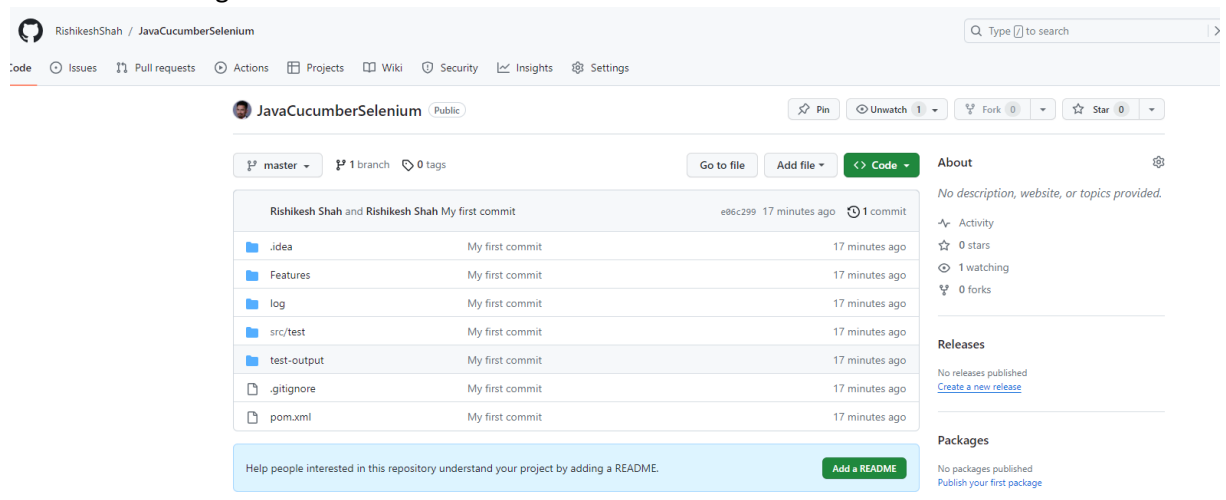 RishikeshShah / JavaCucumberSelenium
Type / to search
Code Issues Pull requests Actions Projects Wiki Security Insights Settings
JavaCucumberSelenium Public
Pin Unwatch 1 Fork 0 Star 0
master 1 branch 0 tags
Go to file Add file <> Code
Rishikesh Shah and Rishikesh Shah My first commit e06c299 17 minutes ago 1 commit
.idea My first commit 17 minutes ago
Features My first commit 17 minutes ago
log My first commit 17 minutes ago
src/test My first commit 17 minutes ago
test-output My first commit 17 minutes ago
.gitignore My first commit 17 minutes ago
pom.xml My first commit 17 minutes ago
Help people interested in this repository understand your project by adding a README. Add a README
About
No description, website, or topics provided.
Activity
0 stars
1 watching
0 forks
Releases
No releases published
Create a new release
Packages
No packages published
Publish your first package